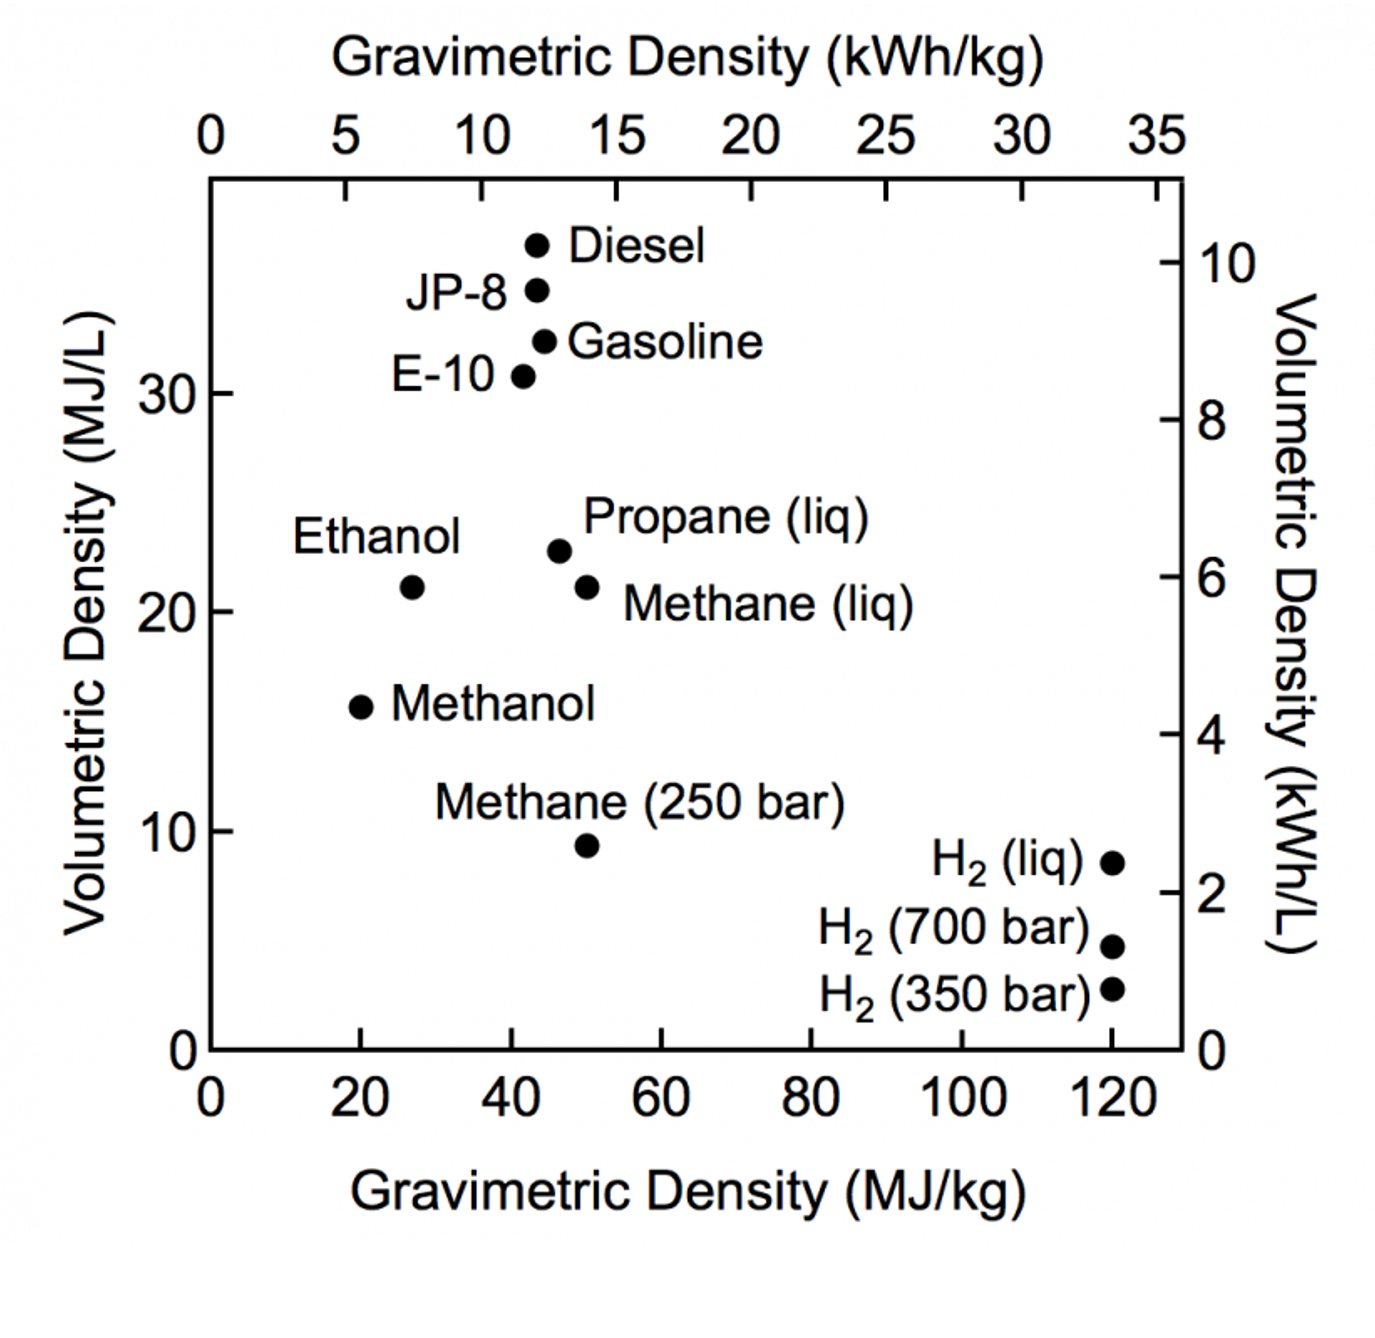 Gravimetric Density (kWh/kg)
0 5 10 15 20 25 30 35
Diesel
JP-8
Gasoline
E-10
Propane (liq)
Ethanol
Methane (liq)
Methanol
Methane (250 bar)
H₂ (liq)
H₂ (700 bar)
H₂ (350 bar)
Volumetric Density (MJ/L)
30
20
10
0
Volumetric Density (kWh/L)
10
8
6
4
2
0
0 20 40 60 80 100 120
Gravimetric Density (MJ/kg)